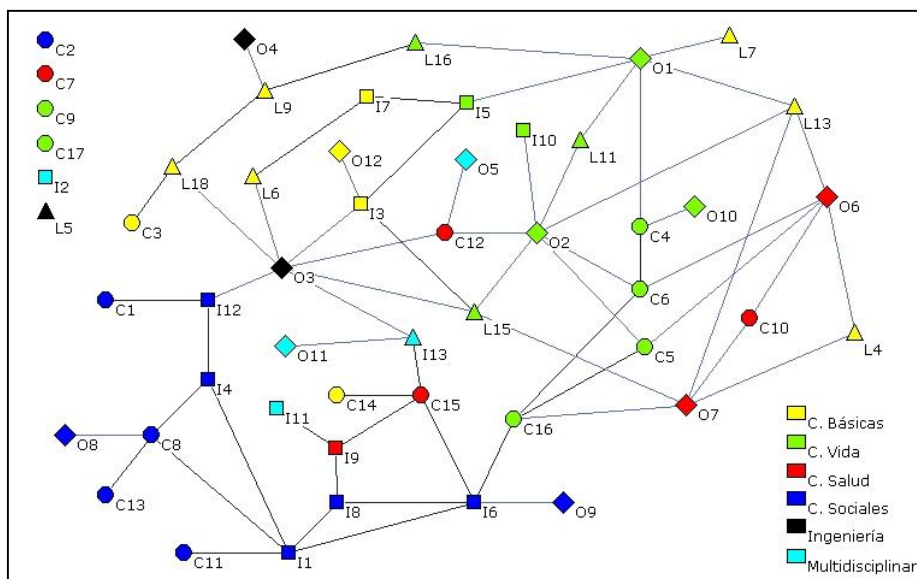 C2
C7
C9
C17
I2
L5
O4
L16
O1
L7
L9
I7
I5
L13
I10
L11
O12
O5
L18
L6
O6
I3
O10
C3
C12
O2
C4
O3
C6
C1
I12
L15
C10
O11
I13
C5
L4
I4
C14
C15
O7
I11
C16
O8
C8
I9
C13
I8
I6
O9
C11
I1
C. Básicas
C. Vida
C. Salud
C. Sociales
Ingeniería
Multidisciplinar